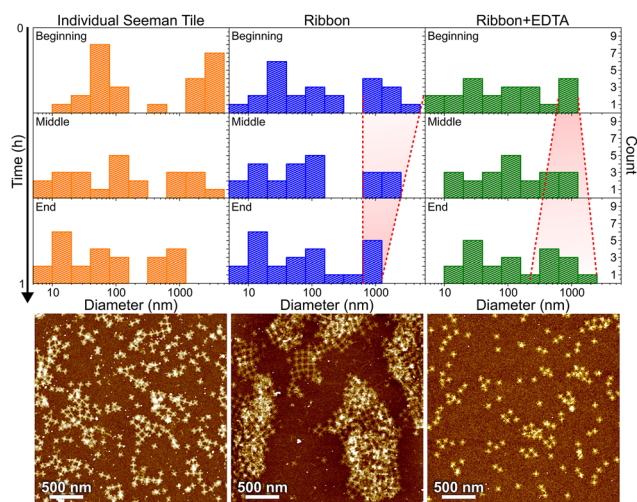 Individual Seeman Tile Ribbon Ribbon+EDTA
0 Beginning Beginning Beginning 9
7
5
3
1
Middle Middle Middle 9
7
5
3
1
End End End 9
7
5
3
1 1
Time (h)
Count
10 100 1000 10 100 1000 10 100 1000
Diameter (nm) Diameter (nm) Diameter (nm)
500 nm 500 nm 500 nm